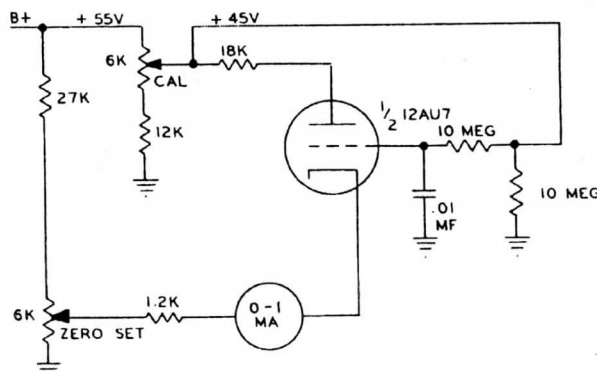 B+
+ 55V
+ 45V
6K
CAL
18K
27K
12K
1/2 12AU7
10 MEG
10 MEG
.01
MF
6K
ZERO SET
1.2K
0-1
MA